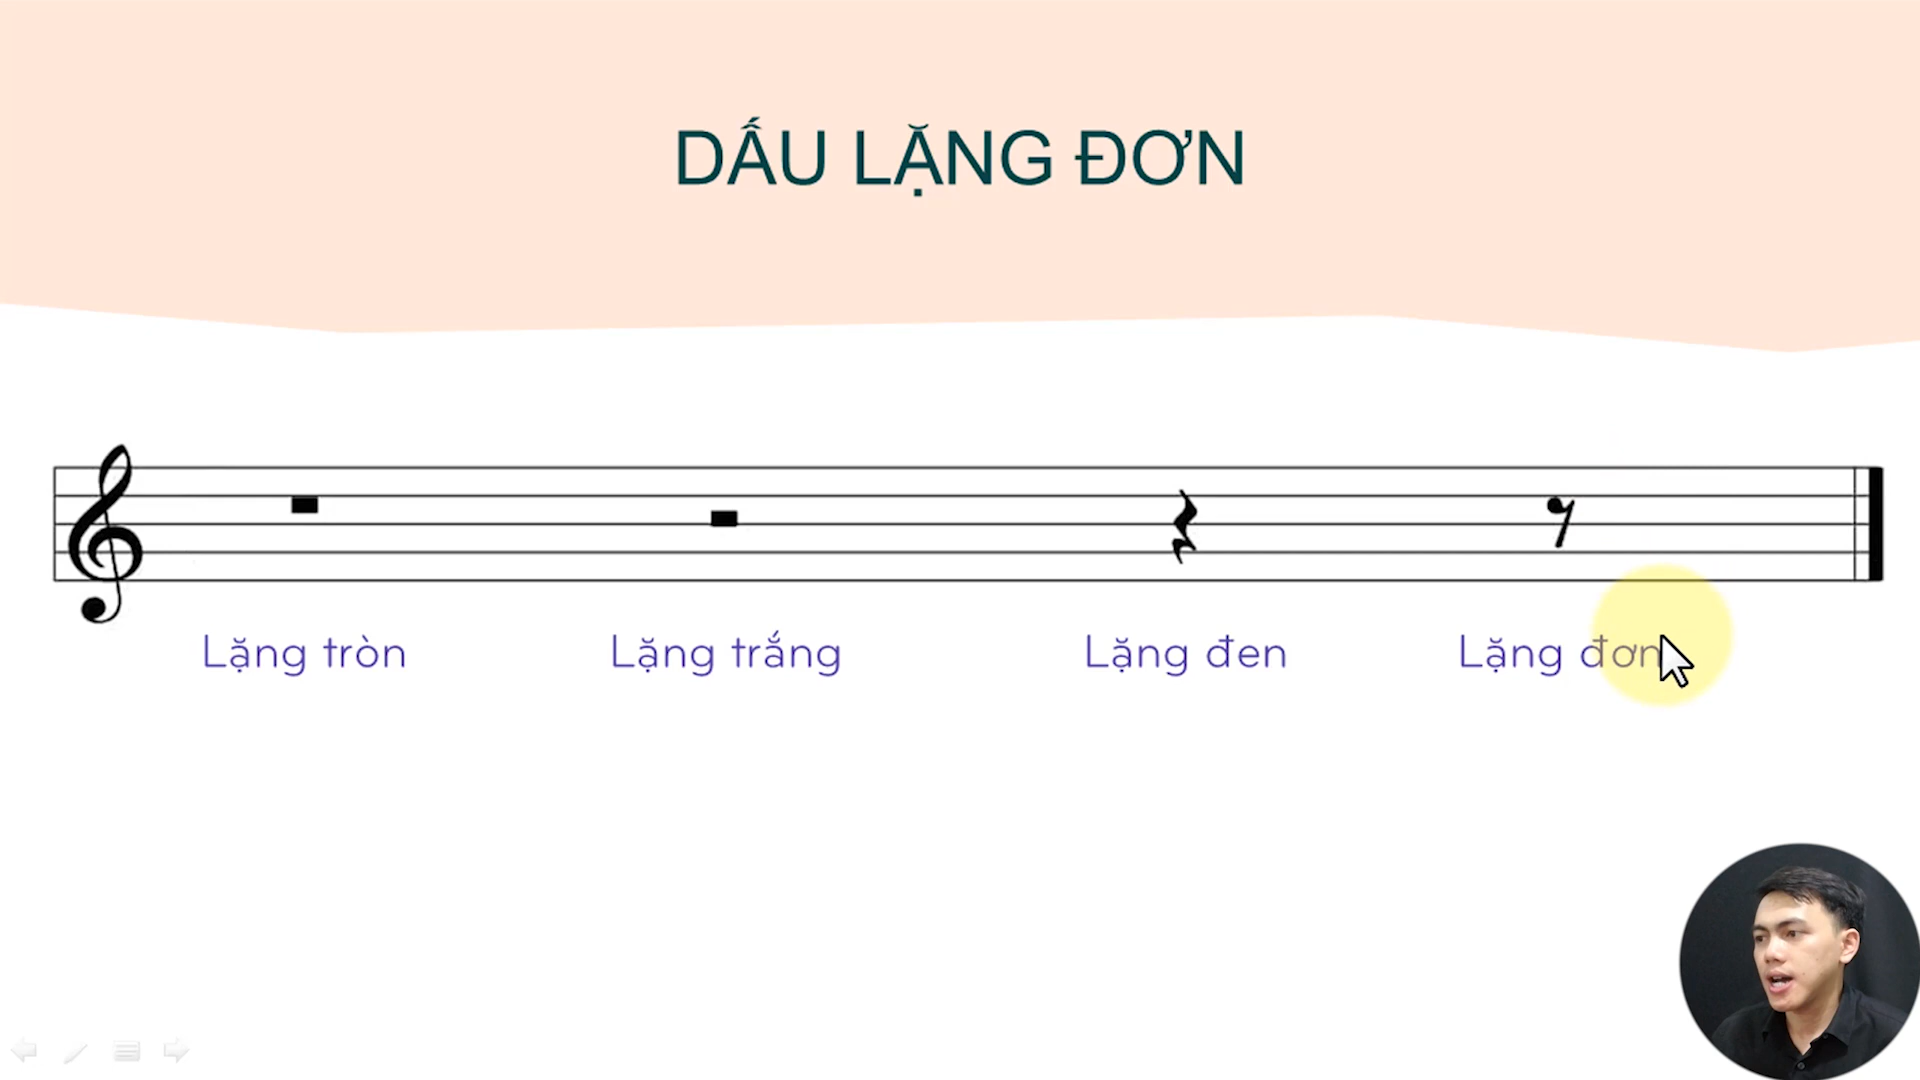 DẤU LẶNG ĐƠN
Lặng tròn
Lặng trắng
Lặng đen
Lặng đơn